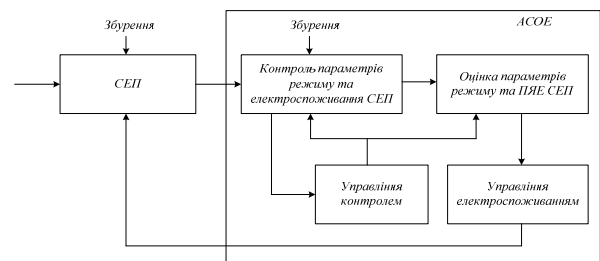 Збурення
Збурення
АСОЕ
СЕП
Контроль параметрів
режиму та
електроспоживання СЕП
Оцінка параметрів
режиму та ПЯЕ СЕП
Управління
контролем
Управління
електроспоживанням